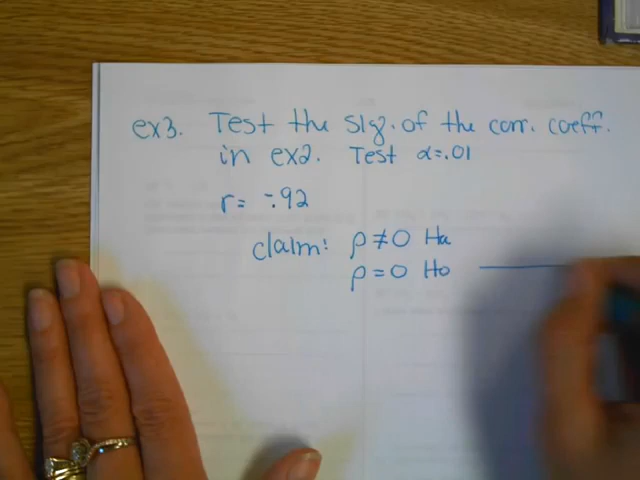 ex3. Test the sig. of the corr. coeff.
in ex2. Test α=.01
r= -.92
claim: ρ ≠ 0 Ha
ρ = 0 Ho